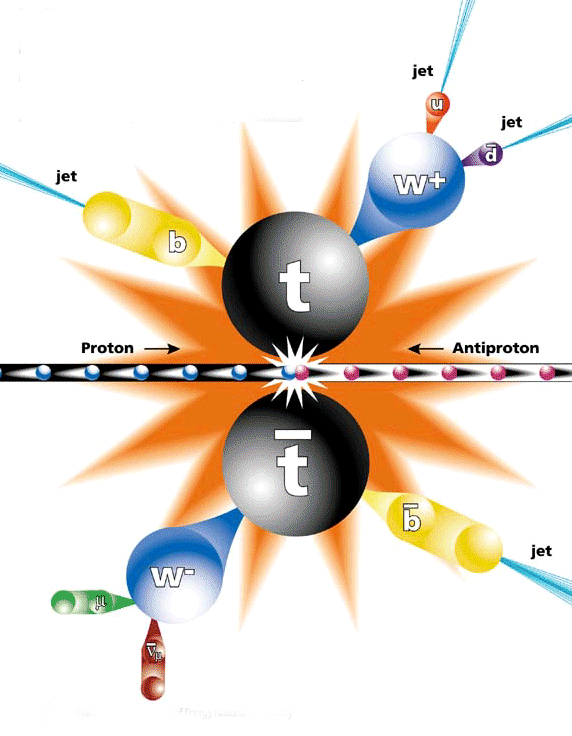 jet
u
jet
d̄
W+
jet
b
t
Proton
Antiproton
t̄
b̄
jet
W-
μ
ν̄μ